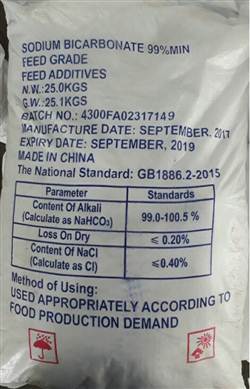 SODIUM BICARBONATE 99%MIN
FEED GRADE
FEED ADDITIVES
N.W.:25.0KGS
G.W.:25.1KGS
BATCH NO.: 4300FA02317149
MANUFACTURE DATE: SEPTEMBER, 2017
EXPIRY DATE: SEPTEMBER, 2019
MADE IN CHINA
The National Standard: GB1886.2-2015
Parameter Standards
Content Of Alkali
(Calculate as NaHCO₃) 99.0-100.5 %
Loss On Dry ≤ 0.20%
Content Of NaCl
(Calculate as Cl) ≤0.40%
Method of Using:
USED APPROPRIATELY ACCORDING TO
FOOD PRODUCTION DEMAND